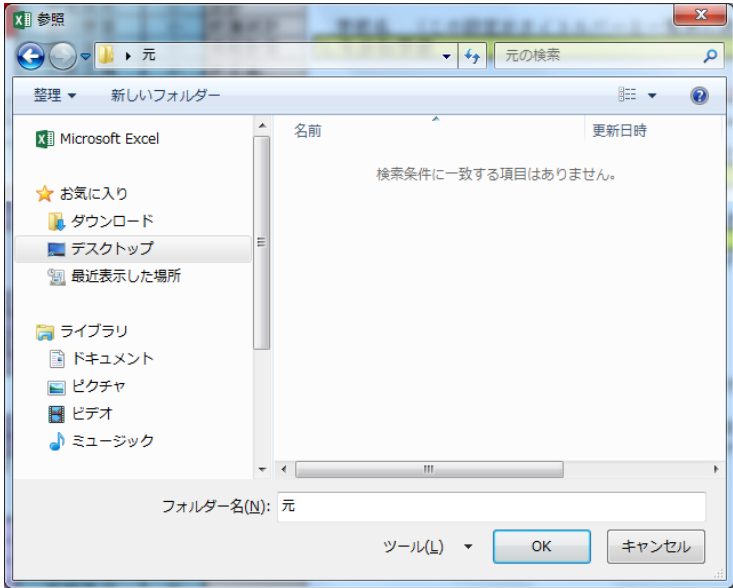 参照
元
元の検索
整理
新しいフォルダー
Microsoft Excel
お気に入り
ダウンロード
デスクトップ
最近表示した場所
ライブラリ
ドキュメント
ピクチャ
ビデオ
ミュージック
名前
更新日時
検索条件に一致する項目はありません。
フォルダー名(N): 元
ツール(L)
OK
キャンセル